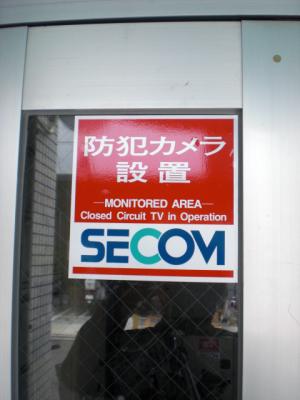 防犯カメラ
設置
MONITORED AREA
Closed Circuit TV in Operation
SECOM